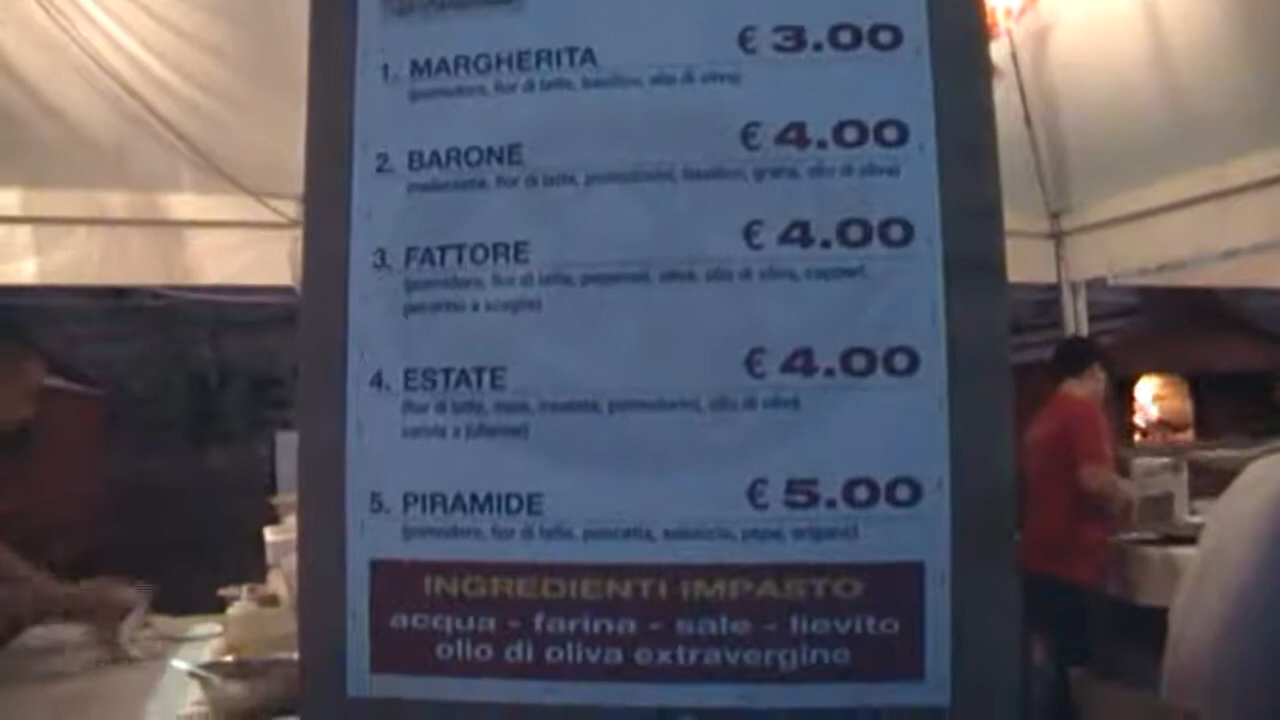 € 3.00
1. MARGHERITA
(pomodoro, fior di latte, basilico, olio di oliva)
€ 4.00
2. BARONE
melanzane, fior di latte, pomodorini, basilico, grana, olio di oliva)
€ 4.00
3. FATTORE
(pomodoro, fior di latte, peperoni, olive, olio di oliva, capperi,
pecorino a scaglie)
€ 4.00
4. ESTATE
(fior di latte, mais, pomodorini, olio di oliva
carota a julienne)
€ 5.00
5. PIRAMIDE
(pomodoro, fior di latte, pancetta, salsiccia, pepe, origano)
INGREDIENTI IMPASTO
acqua - farina - sale - lievito
olio di oliva extravergine